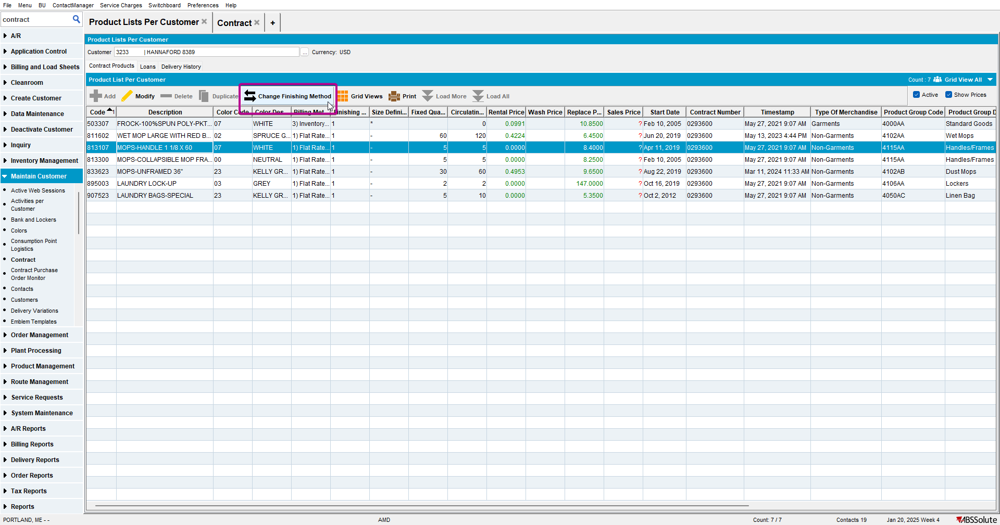 File Menu BU ContactManager Service Charges Switchboard Preferences Help
contract
Product Lists Per Customer
Contract
+
A/R
Application Control
Billing and Load Sheets
Cleanroom
Create Customer
Data Maintenance
Deactivate Customer
Inquiry
Inventory Management
Maintain Customer
Active Web Sessions
Activities per
Customer
Bank and Lockers
Colors
Consumption Point
Logistics
Contract
Contract Purchase
Order Monitor
Contacts
Customers
Delivery Variations
Emblem Templates
Order Management
Plant Processing
Product Management
Route Management
Service Requests
System Maintenance
A/R Reports
Billing Reports
Delivery Reports
Order Reports
Tax Reports
Reports
Product Lists Per Customer
Customer 3233 | HANNAFORD 8389 ... Currency: USD
Contract Products Loans Delivery History
Product List Per Customer Count : 7 Grid View All
Add Modify Delete Duplicate Change Finishing Method Grid Views Print Load More Load All Active Show Prices
Code 1 Description Color Code Color Des... Billing Met... Finishing ... Size Defini... Fixed Qua... Circulatin... Rental Price Wash Price Replace P... Sales Price Start Date Contract Number Timestamp Type Of Merchandise Product Group Code Product Group D
503307 FROCK-100%SPUN POLY-PKT... 07 WHITE 3) Inventory... 1 * 0 0.0991 10.8500 ? Feb 10, 2005 0293600 May 27, 2021 9:07 AM Garments 4000AA Standard Goods
811602 WET MOP LARGE WITH RED B... 02 SPRUCE G... 1) Flat Rate... 1 - 60 120 0.4224 6.4500 ? Jun 20, 2019 0293600 May 13, 2023 4:44 PM Non-Garments 4102AA Wet Mops
813107 MOPS-HANDLE 1 1/8 X 60 07 WHITE 1) Flat Rate... 1 - 5 5 0.0000 8.4000 ? Apr 11, 2019 0293600 May 27, 2021 9:07 AM Non-Garments 4115AA Handles/Frames
813300 MOPS-COLLAPSIBLE MOP FRA... 00 NEUTRAL 1) Flat Rate... 1 - 5 5 0.0000 8.2500 ? Feb 10, 2005 0293600 May 27, 2021 9:07 AM Non-Garments 4115AA Handles/Frames
833623 MOPS-UNFRAMED 36" 23 KELLY GR... 1) Flat Rate... 1 - 30 60 0.4953 9.6500 ? Aug 22, 2019 0293600 Mar 11, 2024 11:33 AM Non-Garments 4102AB Dust Mops
895003 LAUNDRY LOCK-UP 03 GREY 1) Flat Rate... 1 - 2 2 0.0000 147.0000 ? Oct 16, 2019 0293600 May 27, 2021 9:07 AM Non-Garments 4106AA Lockers
907523 LAUNDRY BAGS-SPECIAL 23 KELLY GR... 1) Flat Rate... 1 - 5 10 0.0000 5.3500 ? Oct 2, 2012 0293600 May 27, 2021 9:07 AM Non-Garments 4050AC Linen Bag
PORTLAND, ME - - AMD Count: 7 / 7 Contacts 19 Jan 20, 2025 Week 4 ABSSolute